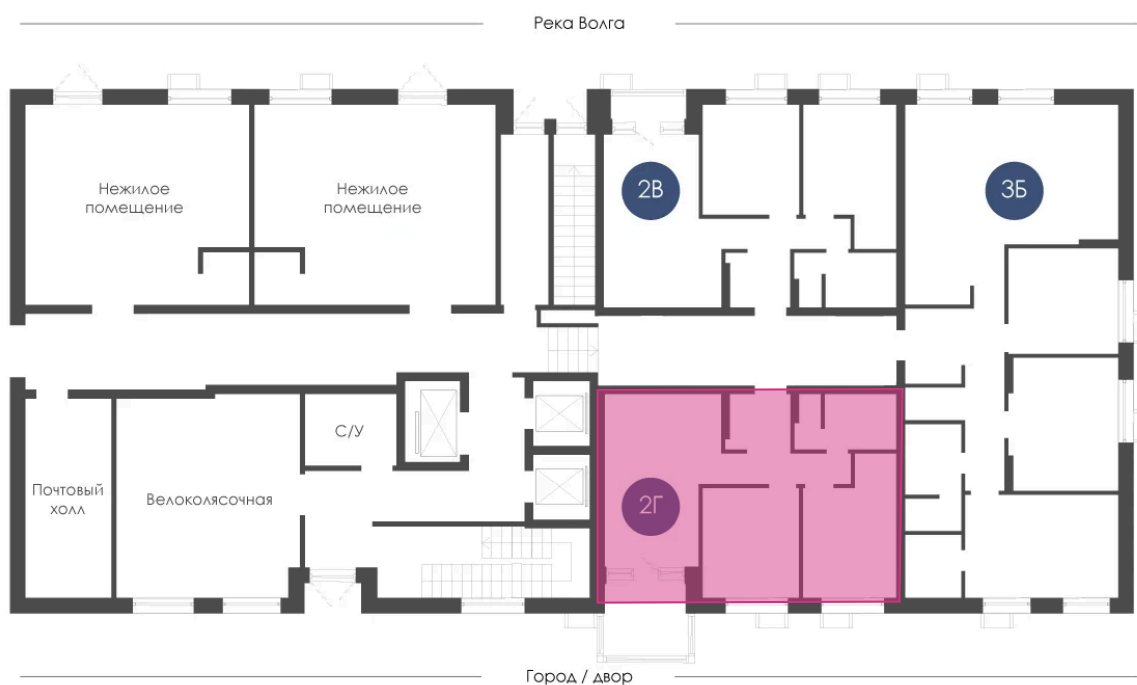 Река Волга
Нежилое
помещение
Нежилое
помещение
2В
3Б
С/У
Почтовый
холл
Велоколясочная
2Г
Город / двор